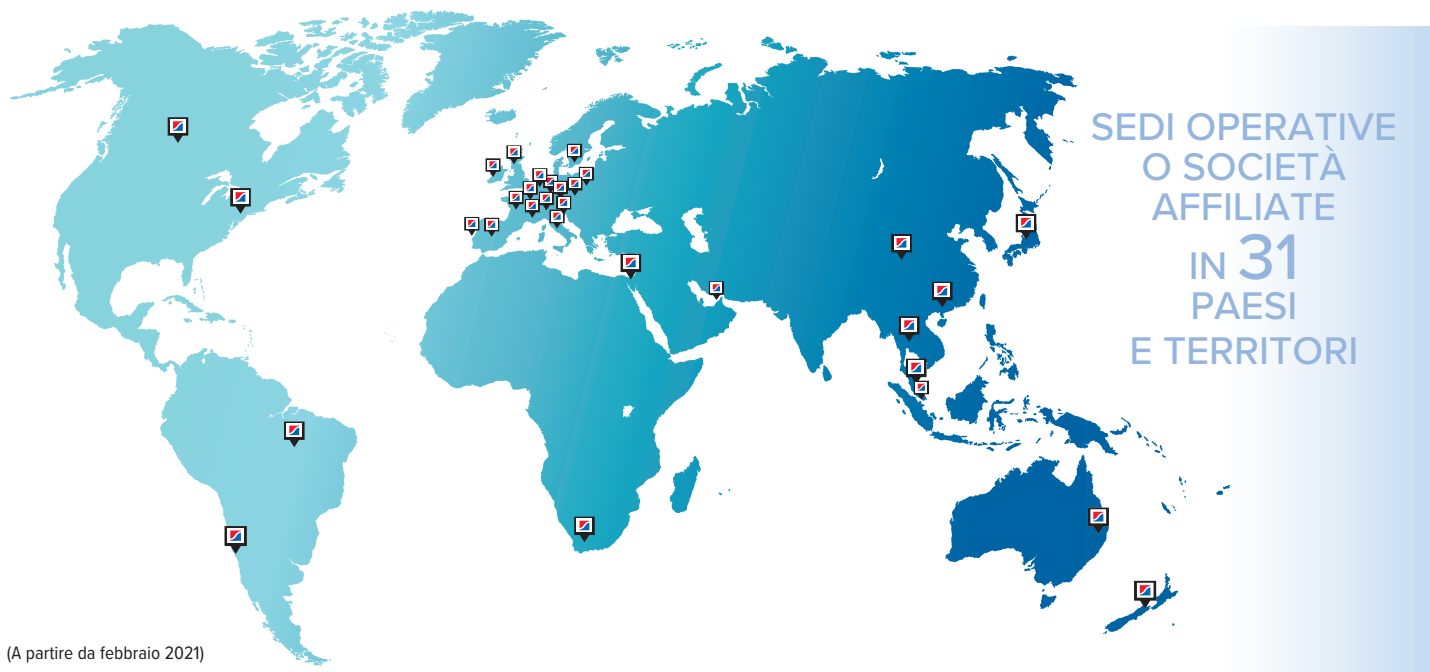 SEDI OPERATIVE
O SOCIETÀ
AFFILIATE
IN 31
PAESI
E TERRITORI
(A partire da febbraio 2021)